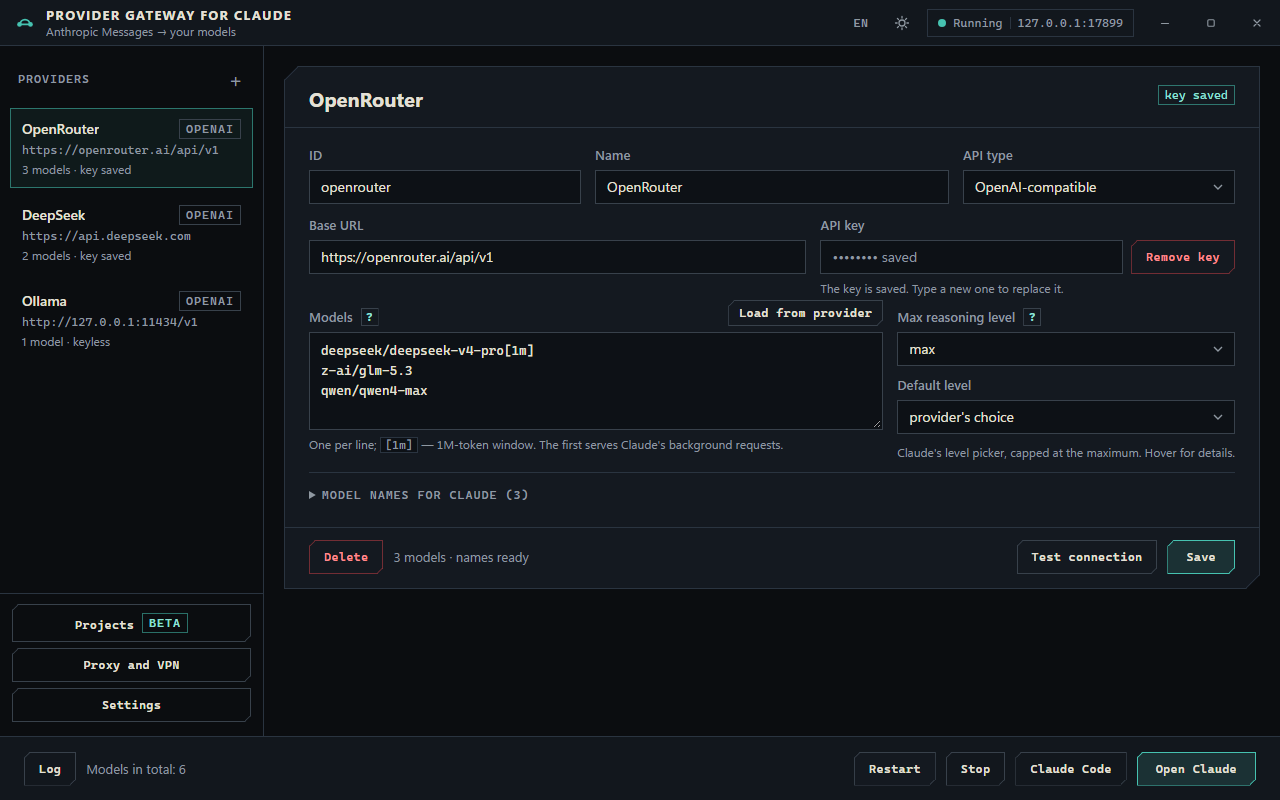 PROVIDER GATEWAY FOR CLAUDE
Anthropic Messages → your models
EN
Running
127.0.0.1:17899
PROVIDERS
+
OpenRouter
OPENAI
https://openrouter.ai/api/v1
3 models · key saved
DeepSeek
OPENAI
https://api.deepseek.com
2 models · key saved
Ollama
OPENAI
http://127.0.0.1:11434/v1
1 model · keyless
Projects BETA
Proxy and VPN
Settings
OpenRouter
key saved
ID
Name
API type
openrouter
OpenRouter
OpenAI-compatible
Base URL
API key
https://openrouter.ai/api/v1
•••••••• saved
Remove key
The key is saved. Type a new one to replace it.
Models ?
Load from provider
Max reasoning level ?
deepseek/deepseek-v4-pro[1m]
z-ai/glm-5.3
qwen/qwen4-max
max
Default level
provider's choice
One per line; [1m] — 1M-token window. The first serves Claude's background requests.
Claude's level picker, capped at the maximum. Hover for details.
MODEL NAMES FOR CLAUDE (3)
Delete
3 models · names ready
Test connection
Save
Log
Models in total: 6
Restart
Stop
Claude Code
Open Claude